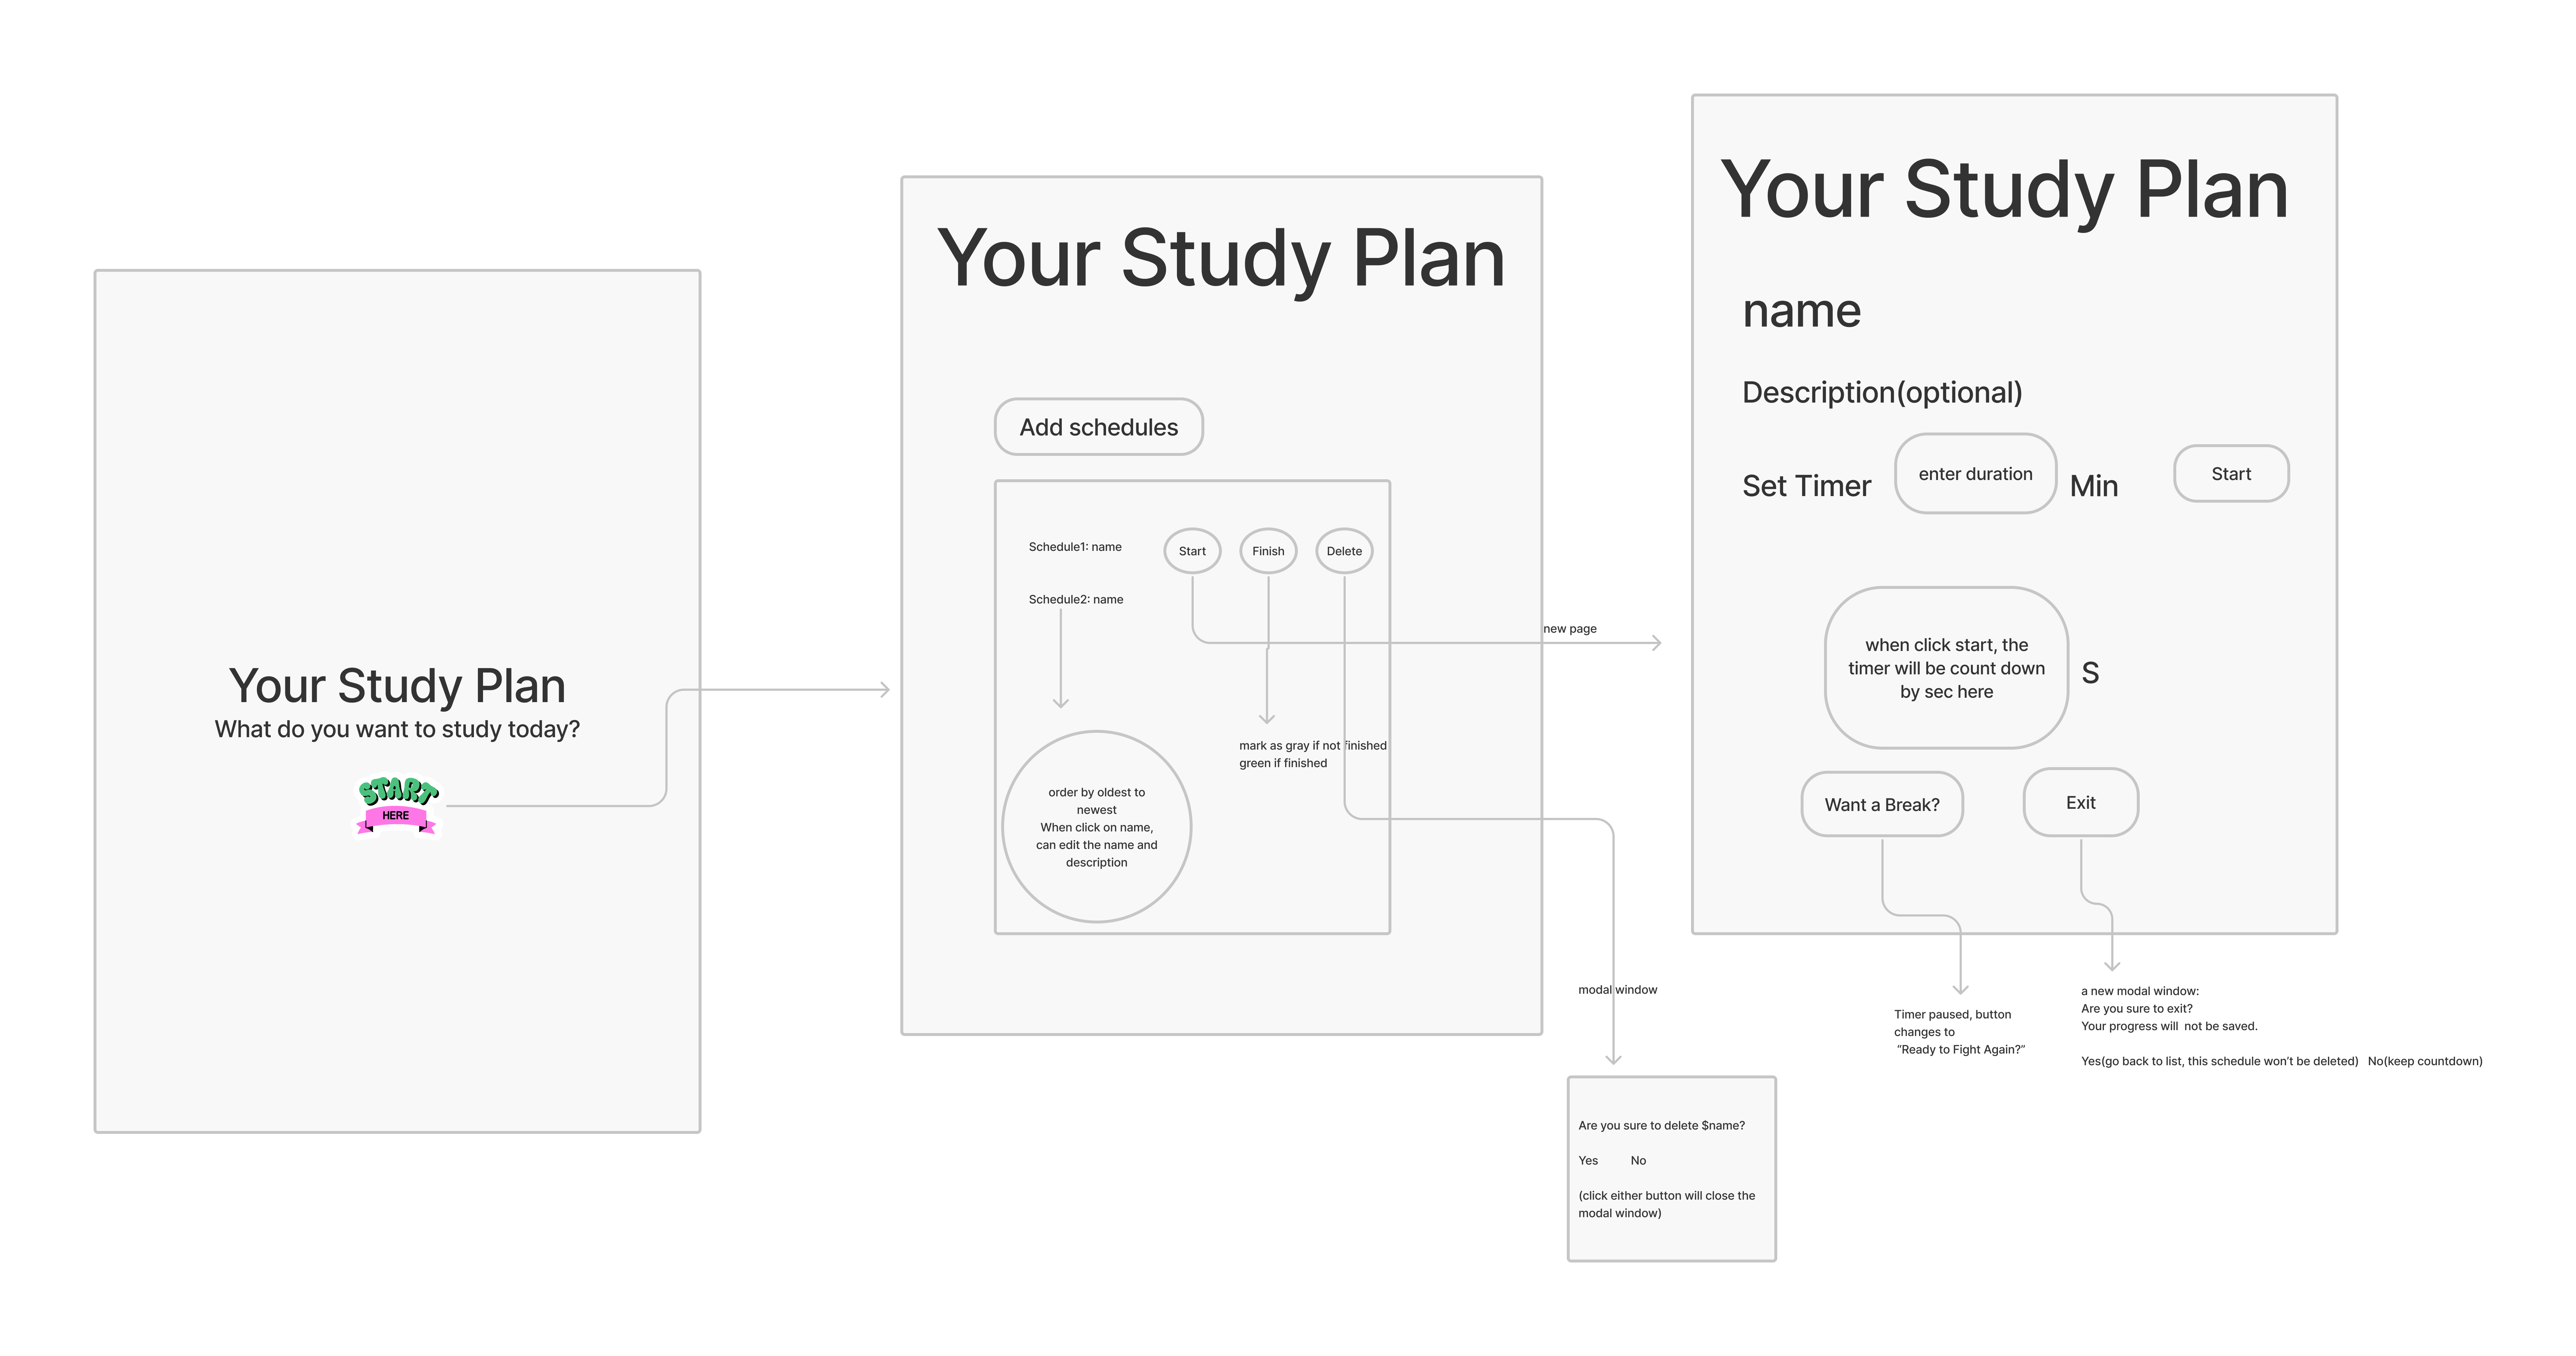 Your Study Plan
What do you want to study today?
START
HERE
Your Study Plan
Add schedules
Schedule1: name
Start
Finish
Delete
Schedule2: name
order by oldest to
newest
When click on name,
can edit the name and
description
mark as gray if not finished
green if finished
new page
modal window
Are you sure to delete $name?
Yes No
(click either button will close the
modal window)
Your Study Plan
name
Description(optional)
Set Timer
enter duration
Min
Start
when click start, the
timer will be count down
by sec here
S
Want a Break?
Exit
Timer paused, button
changes to
“Ready to Fight Again?”
a new modal window:
Are you sure to exit?
Your progress will not be saved.
Yes(go back to list, this schedule won’t be deleted) No(keep countdown)